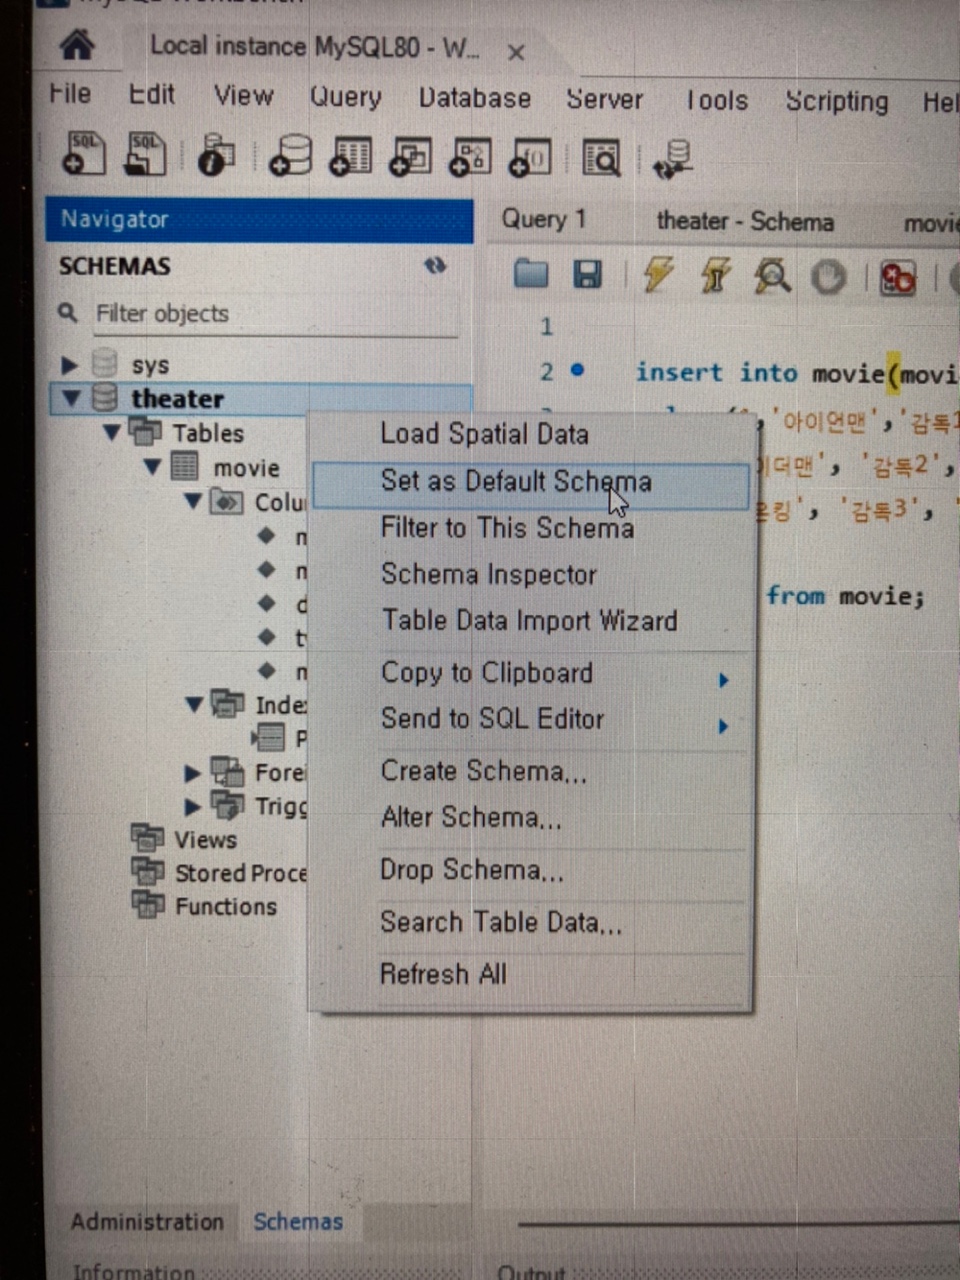 Local instance MySQL80 - W...
File Edit View Query Database Server Tools Scripting Hel
Navigator
SCHEMAS
Filter objects
sys
theater
Tables
movie
Colu
n
n
d
t
n
Inde
P
Fore
Trigg
Views
Stored Proce
Functions
Administration Schemas
Information
Load Spatial Data
Set as Default Schema
Filter to This Schema
Schema Inspector
Table Data Import Wizard
Copy to Clipboard
Send to SQL Editor
Create Schema...
Alter Schema...
Drop Schema...
Search Table Data...
Refresh All
Query 1 theater - Schema movie
1
2 insert into movie(movi
,'아이언맨','감독1
더맨', '감독2',
킹', '감독3', '
from movie;
Output